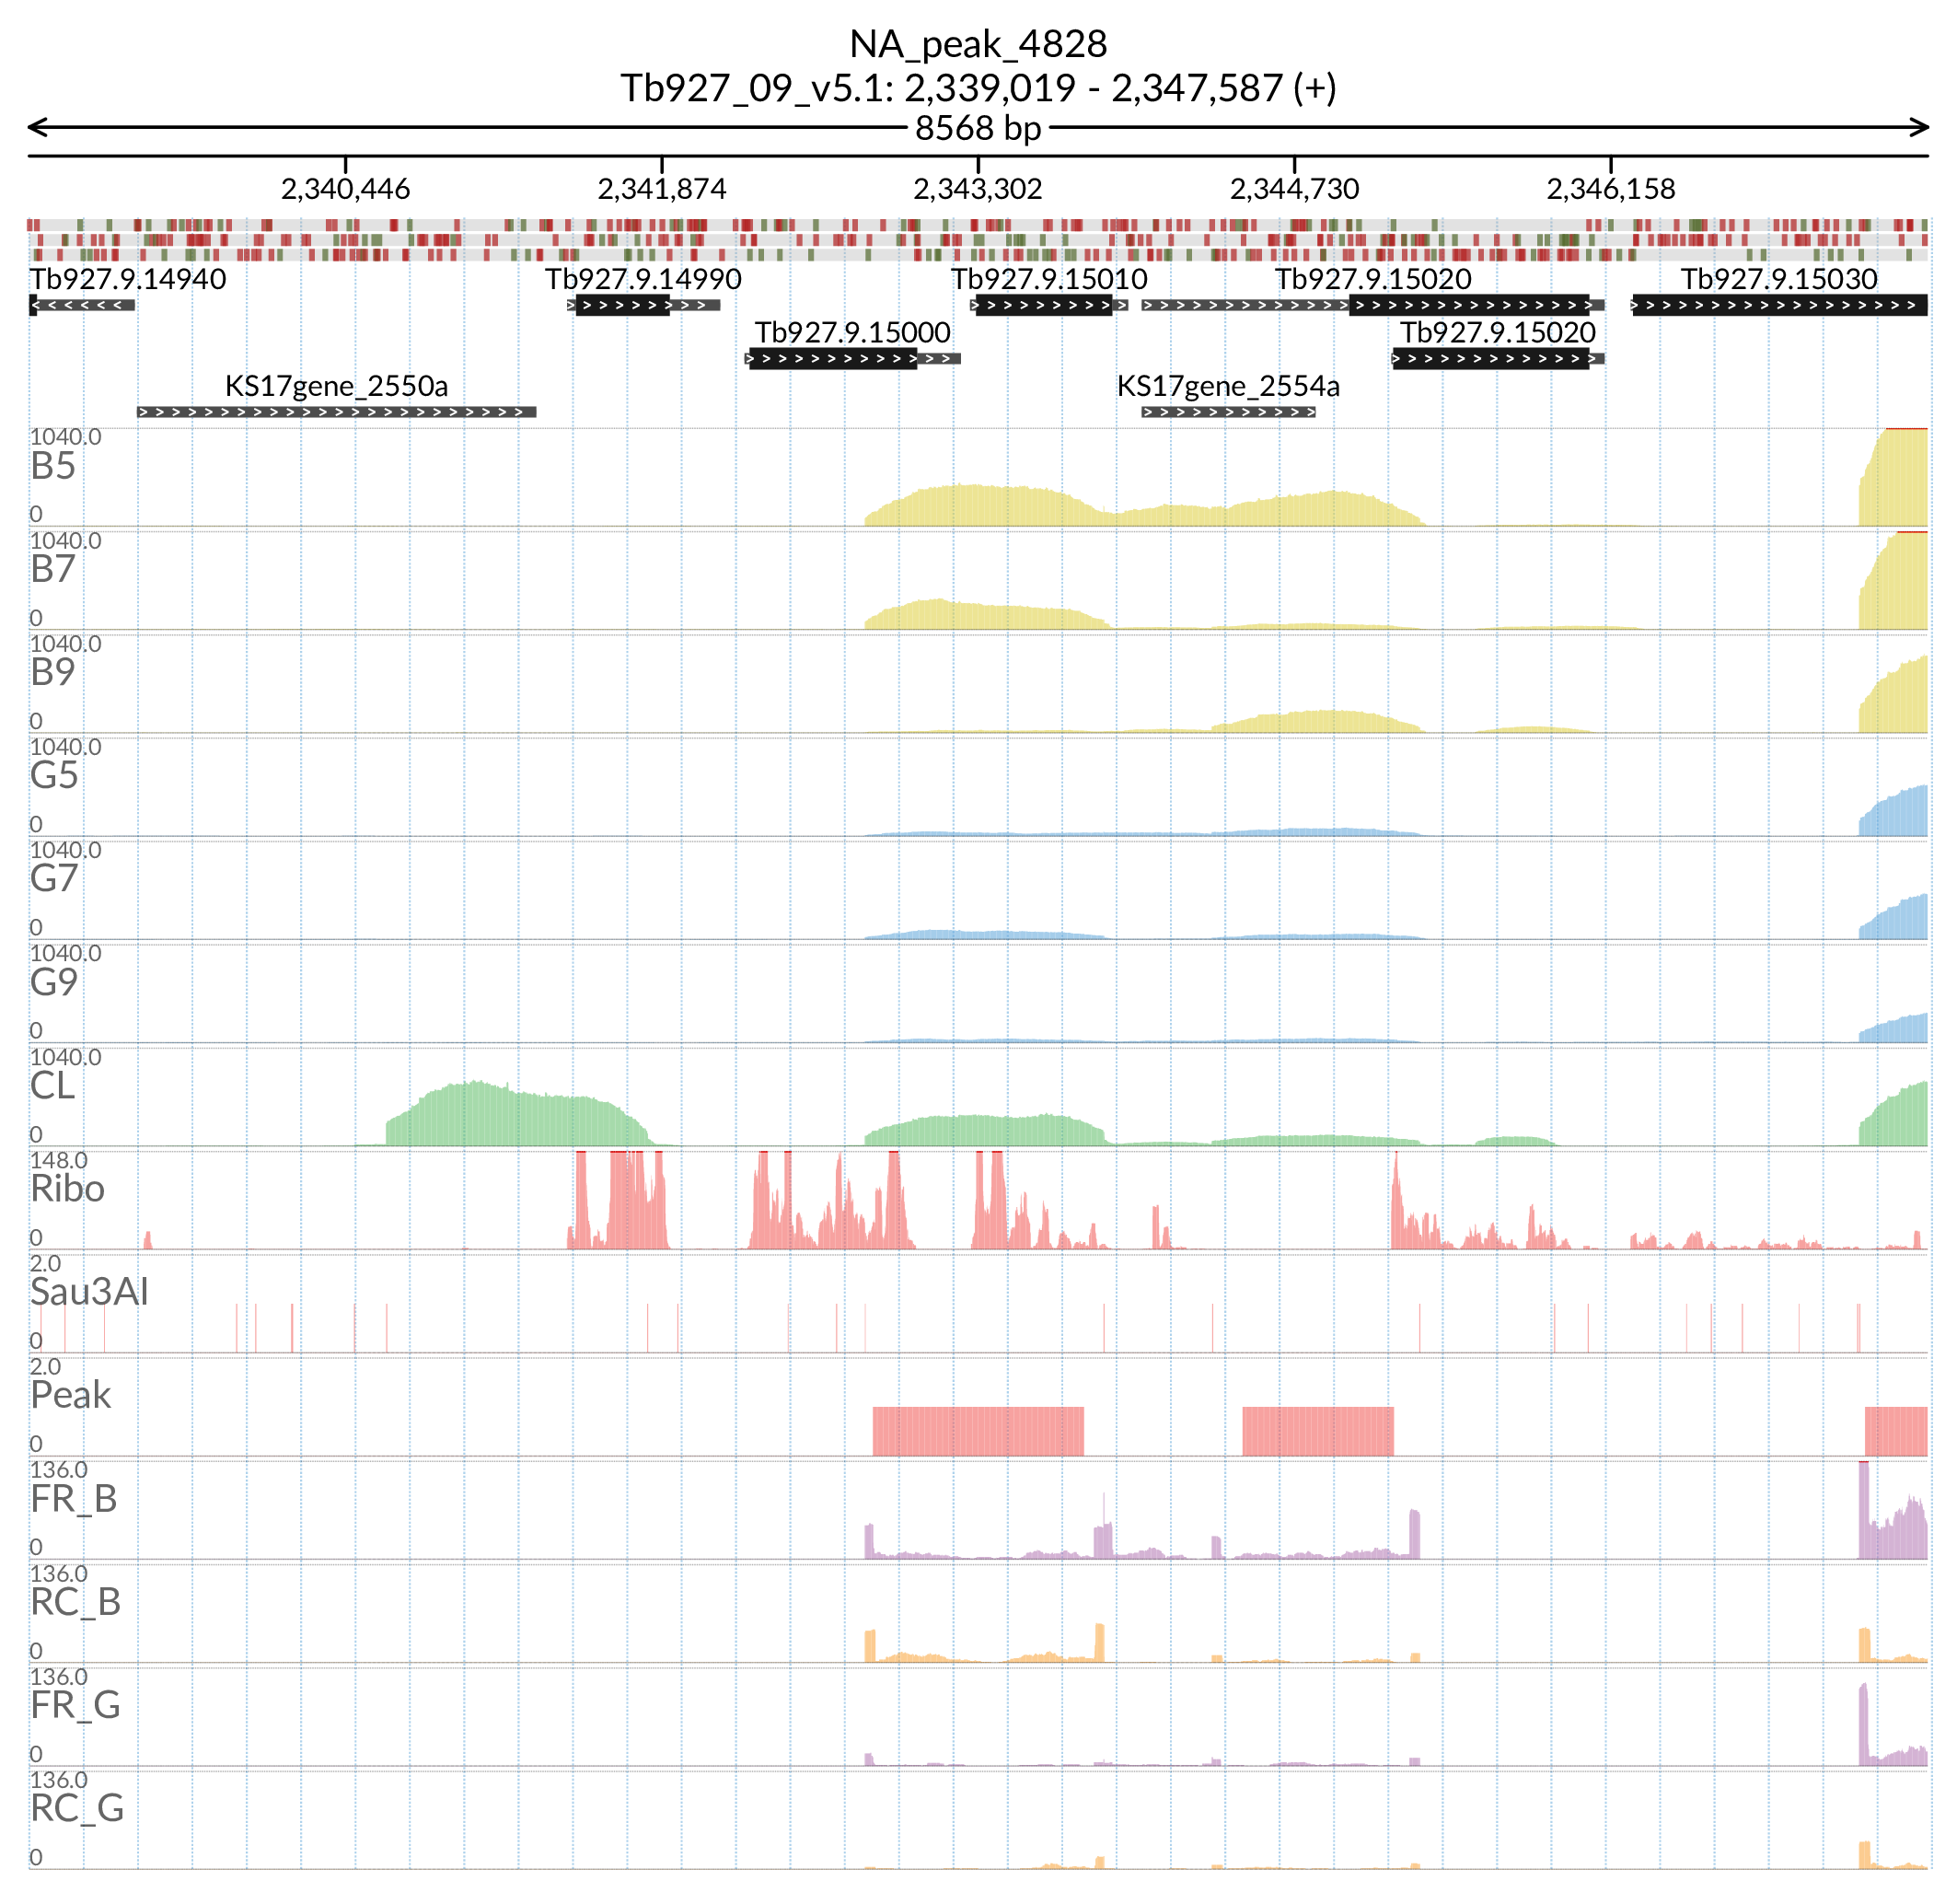 NA_peak_4828
Tb927_09_v5.1: 2,339,019 - 2,347,587 (+)
8568 bp
2,340,446 2,341,874 2,343,302 2,344,730 2,346,158
Tb927.9.14940 Tb927.9.14990 Tb927.9.15010 Tb927.9.15020 Tb927.9.15030
Tb927.9.15000 Tb927.9.15020
KS17gene_2550a KS17gene_2554a
1040.0
B5
0
1040.0
B7
0
1040.0
B9
0
1040.0
G5
0
1040.0
G7
0
1040.0
G9
0
1040.0
CL
0
148.0
Ribo
0
2.0
Sau3AI
0
2.0
Peak
0
136.0
FR_B
0
136.0
RC_B
0
136.0
FR_G
0
136.0
RC_G
0